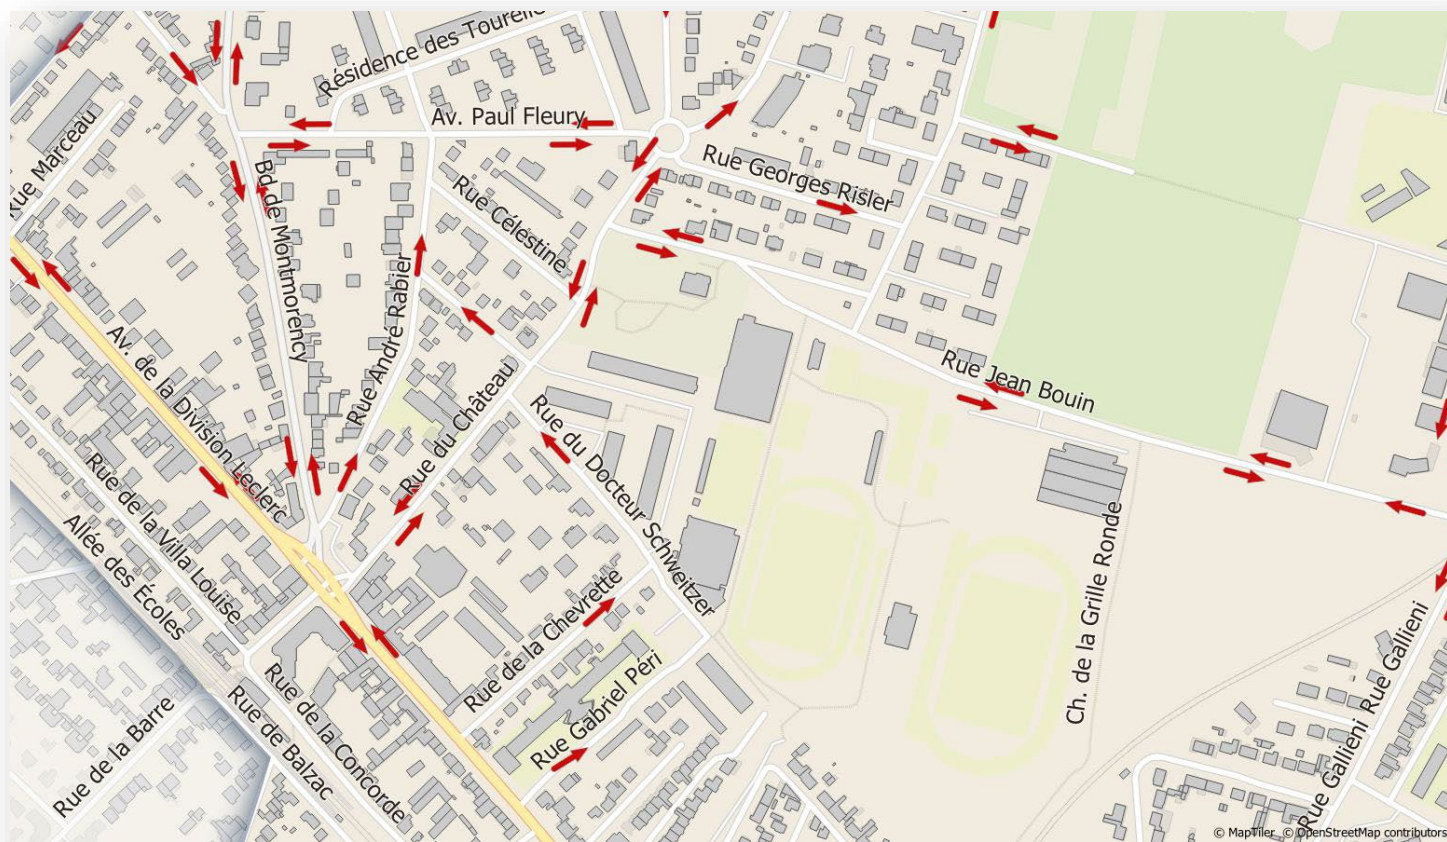 Résidence des Tourelle
Av. Paul Fleury
Rue Marceau
Rue Georges Risler
Rue Célestine
Bd de Montmorency
Rue André Rabier
Av. de la Division Leclerc
Rue du Château
Rue Jean Bouin
Rue du Docteur Schweitzer
Rue de la Villa Louise
Allée des Écoles
Ch. de la Grille Ronde
Rue de la Chevrette
Rue Gabriel Péri
Rue de la Concorde
Rue de Balzac
Rue de la Barre
Rue Gallieni
Rue Gallieni
© MapTiler © OpenStreetMap contributors